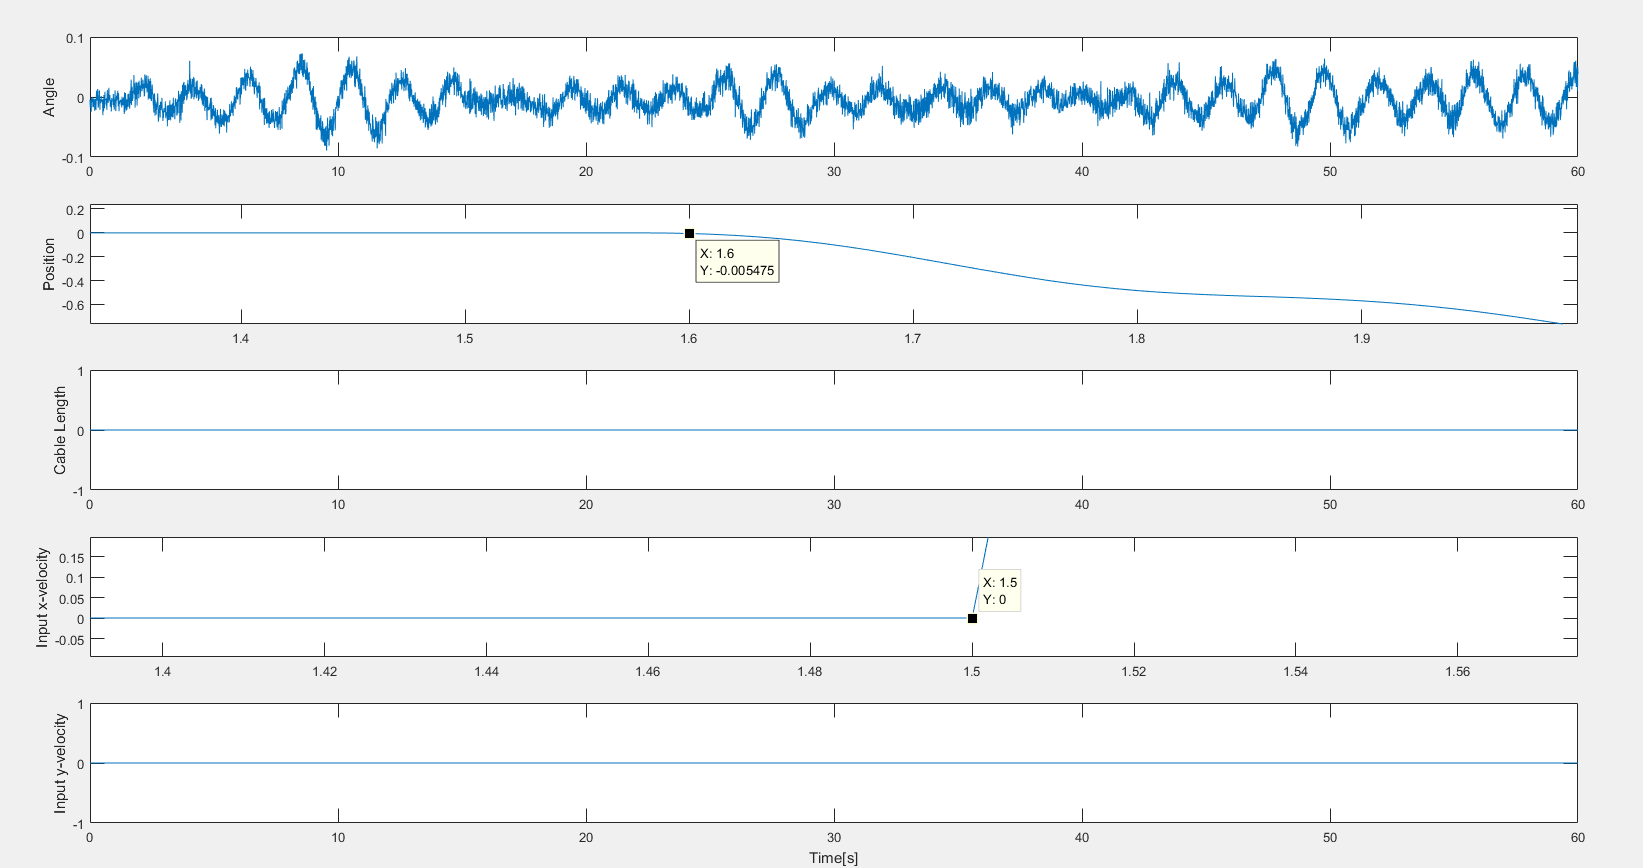 0.1
0
-0.1
Angle
0 10 20 30 40 50 60
0.2
0
-0.2
-0.4
-0.6
Position
X: 1.6
Y: -0.005475
1.4 1.5 1.6 1.7 1.8 1.9
1
0
-1
Cable Length
0 10 20 30 40 50 60
0.15
0.1
0.05
0
-0.05
Input x-velocity
X: 1.5
Y: 0
1.4 1.42 1.44 1.46 1.48 1.5 1.52 1.54 1.56
1
0
-1
Input y-velocity
0 10 20 30 40 50 60
Time[s]